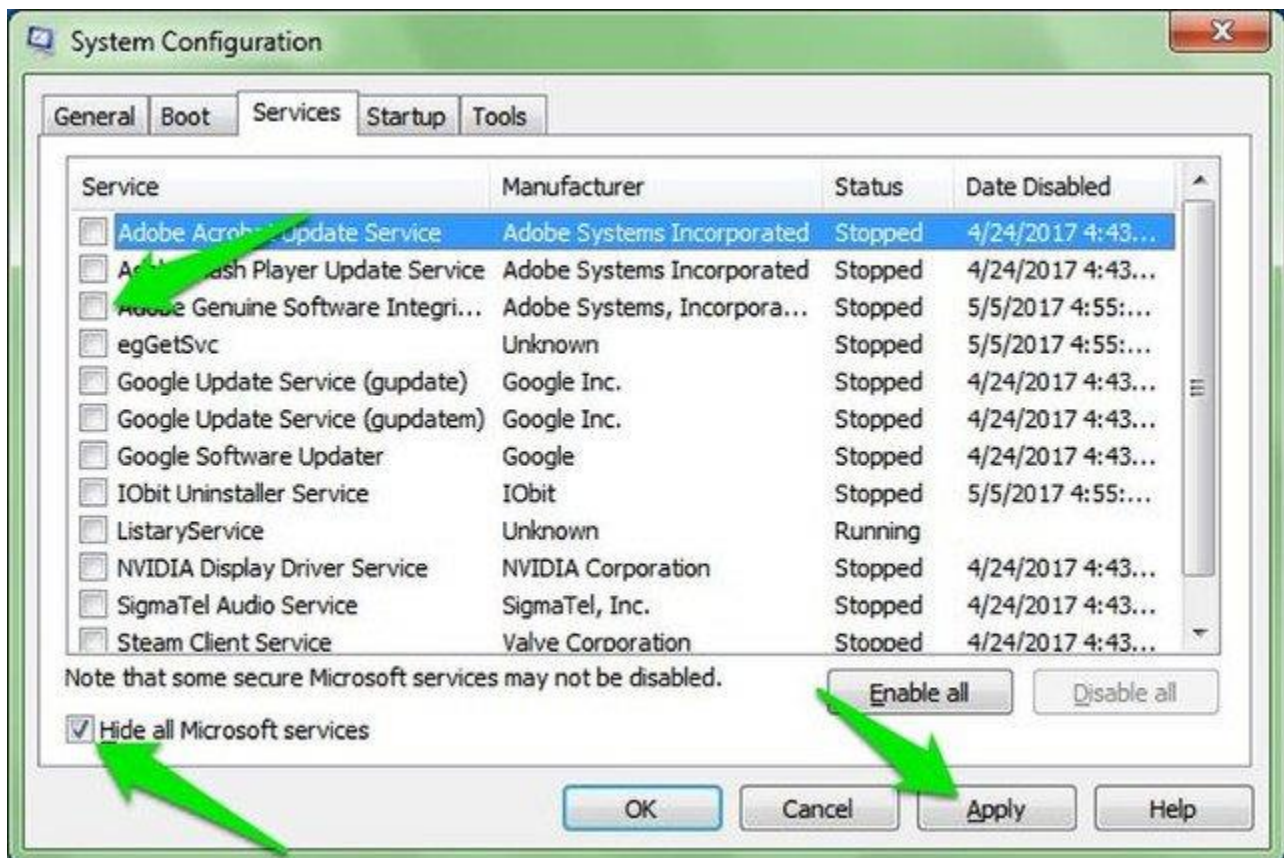 System Configuration
General Boot Services Startup Tools
Service Manufacturer Status Date Disabled
Adobe Update Service Adobe Systems Incorporated Stopped 4/24/2017 4:43...
Player Update Service Adobe Systems Incorporated Stopped 4/24/2017 4:43...
Adobe Genuine Software Integri... Adobe Systems, Incorpora... Stopped 5/5/2017 4:55:...
egGetSvc Unknown Stopped 5/5/2017 4:55:...
Google Update Service (gupdate) Google Inc. Stopped 4/24/2017 4:43...
Google Update Service (gupdatem) Google Inc. Stopped 4/24/2017 4:43...
Google Software Updater Google Stopped 4/24/2017 4:43...
IObit Uninstaller Service IObit Stopped 5/5/2017 4:55:...
ListaryService Unknown Running
NVIDIA Display Driver Service NVIDIA Corporation Stopped 4/24/2017 4:43...
SigmaTel Audio Service SigmaTel, Inc. Stopped 4/24/2017 4:43...
Steam Client Service Valve Corporation Stopped 4/24/2017 4:43...
Note that some secure Microsoft services may not be disabled.
Enable all Disable all
Hide all Microsoft services
OK Cancel Apply Help